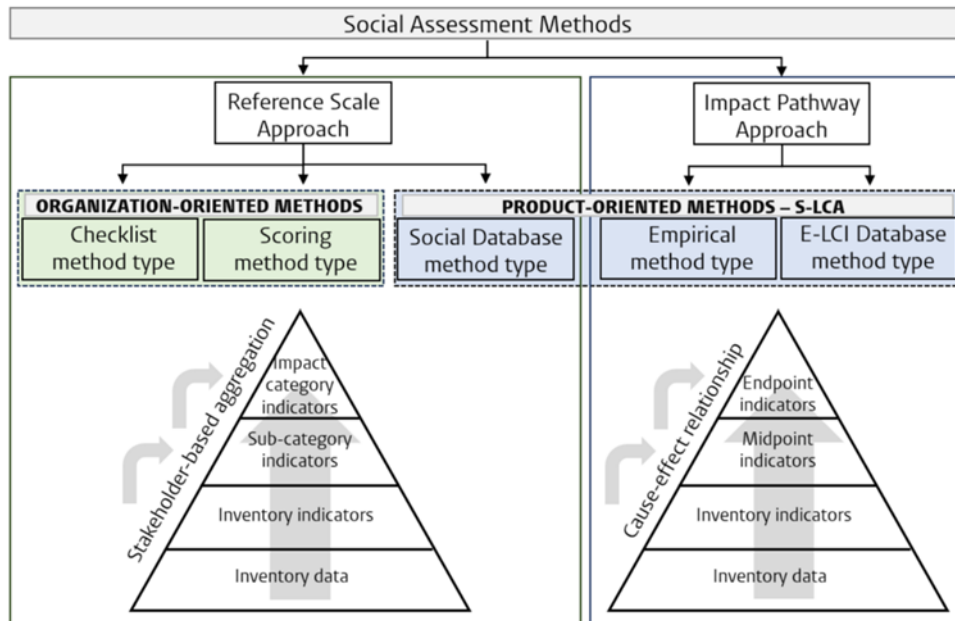 Social Assessment Methods
Reference Scale
Approach
Impact Pathway
Approach
ORGANIZATION-ORIENTED METHODS
PRODUCT-ORIENTED METHODS – S-LCA
Checklist
method type
Scoring
method type
Social Database
method type
Empirical
method type
E-LCI Database
method type
Stakeholder-based aggregation
Impact
category
indicators
Sub-category
indicators
Inventory indicators
Inventory data
Cause-effect relationship
Endpoint
indicators
Midpoint
indicators
Inventory indicators
Inventory data